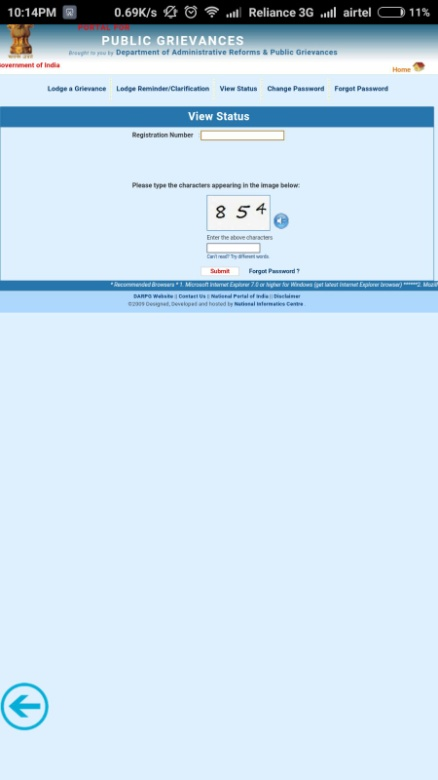 10:14PM 0.69K/s Reliance 3G airtel 11%
PORTAL FOR
PUBLIC GRIEVANCES
Brought to you by Department of Administrative Reforms & Public Grievances
overnment of India
Home
Lodge a Grievance Lodge Reminder/Clarification View Status Change Password Forgot Password
View Status
Registration Number
Please type the characters appearing in the image below:
8 5 4
Enter the above characters
Can't read? Try different words.
Submit Forgot Password ?
* Recommended Browsers * 1. Microsoft Internet Explorer 7.0 or higher for Windows (get latest Internet Explorer browser) ******2. Mozil
DARPG Website || Contact Us || National Portal of India || Disclaimer
©2009 Designed, Developed and hosted by National Informatics Centre